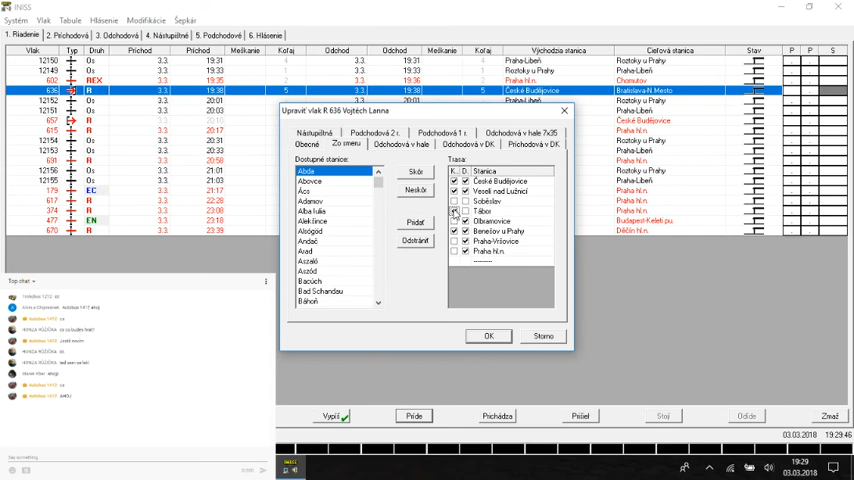 INISS
Systém Vlak Tabule Hlásenie Modifikácie Šepkár
1. Riadenie 2. Príchodová 3. Odchodová 4. Nástupištné 5. Podchodové 6. Hlásenie
Vlak Typ Druh Príchod Príchod Meškanie Koľaj Odchod Odchod Meškanie Koľaj Východzia stanica Cieľová stanica Stav P P S
12150 Os 3.3. 19:31 4 3.3. 19:31 4 Praha-Libeň Roztoky u Prahy
12149 Os 3.3. 19:33 1 3.3. 19:33 1 Roztoky u Prahy Praha-Libeň
602 REX 3.3. 19:35 2 3.3. 19:36 2 Praha hl.n. Chomutov
636 R 3.3. 19:38 5 3.3. 19:38 5 České Budějovice Bratislava-N.Mesto
12152 Os 3.3. 20:01 Praha-Libeň Roztoky u Prahy
12151 Os 3.3. 20:03 Praha-Libeň
657 R 3.3. České Budějovice
615 R 3.3. 20:17 Praha hl.n.
12154 Os 3.3. 20:31 Roztoky u Prahy
12153 Os 3.3. 20:33 Praha-Libeň
691 R 3.3. 20:58 Praha hl.n.
12156 Os 3.3. 21:01 Roztoky u Prahy
12155 Os 3.3. 21:03 Praha-Libeň
179 EC 3.3. 21:17 Praha hl.n.
617 R 3.3. 22:28 Praha hl.n.
374 R 3.3. 23:08 Praha hl.n.
477 EN 3.3. 23:18 Budapest-Keleti pu.
670 R 3.3. 23:39 Děčín hl.n.
Upraviť vlak R 636 Vojtěch Lanna
Nástupištná Podchodová 2 r. Podchodová 1 r. Odchodová v hale 7x35
Obecné Zo smeru Odchodová v hale Odchodová v DK Príchodová v DK
Dostupné stanice: Trasa:
K.. D.. Stanica
Abda
Abovce
Ács
Adamov
Alba Iulia
Alekšince
Alsógöd
Andač
Arad
Aszaló
Aszód
Bacúch
Bad Schandau
Báhoň
Skôr
Neskôr
Pridať
Odstrániť
České Budějovice
Veselí nad Lužnicí
Soběslav
Tábor
Olbramovice
Benešov u Prahy
Praha-Vršovice
Praha hl.n.
---------
OK Storno
Top chat
Say something...
Vypíš Príde Prichádza Prišiel Stojí Odíde Zmaž
03.03.2018 19:29:46
19:29
03.03.2018